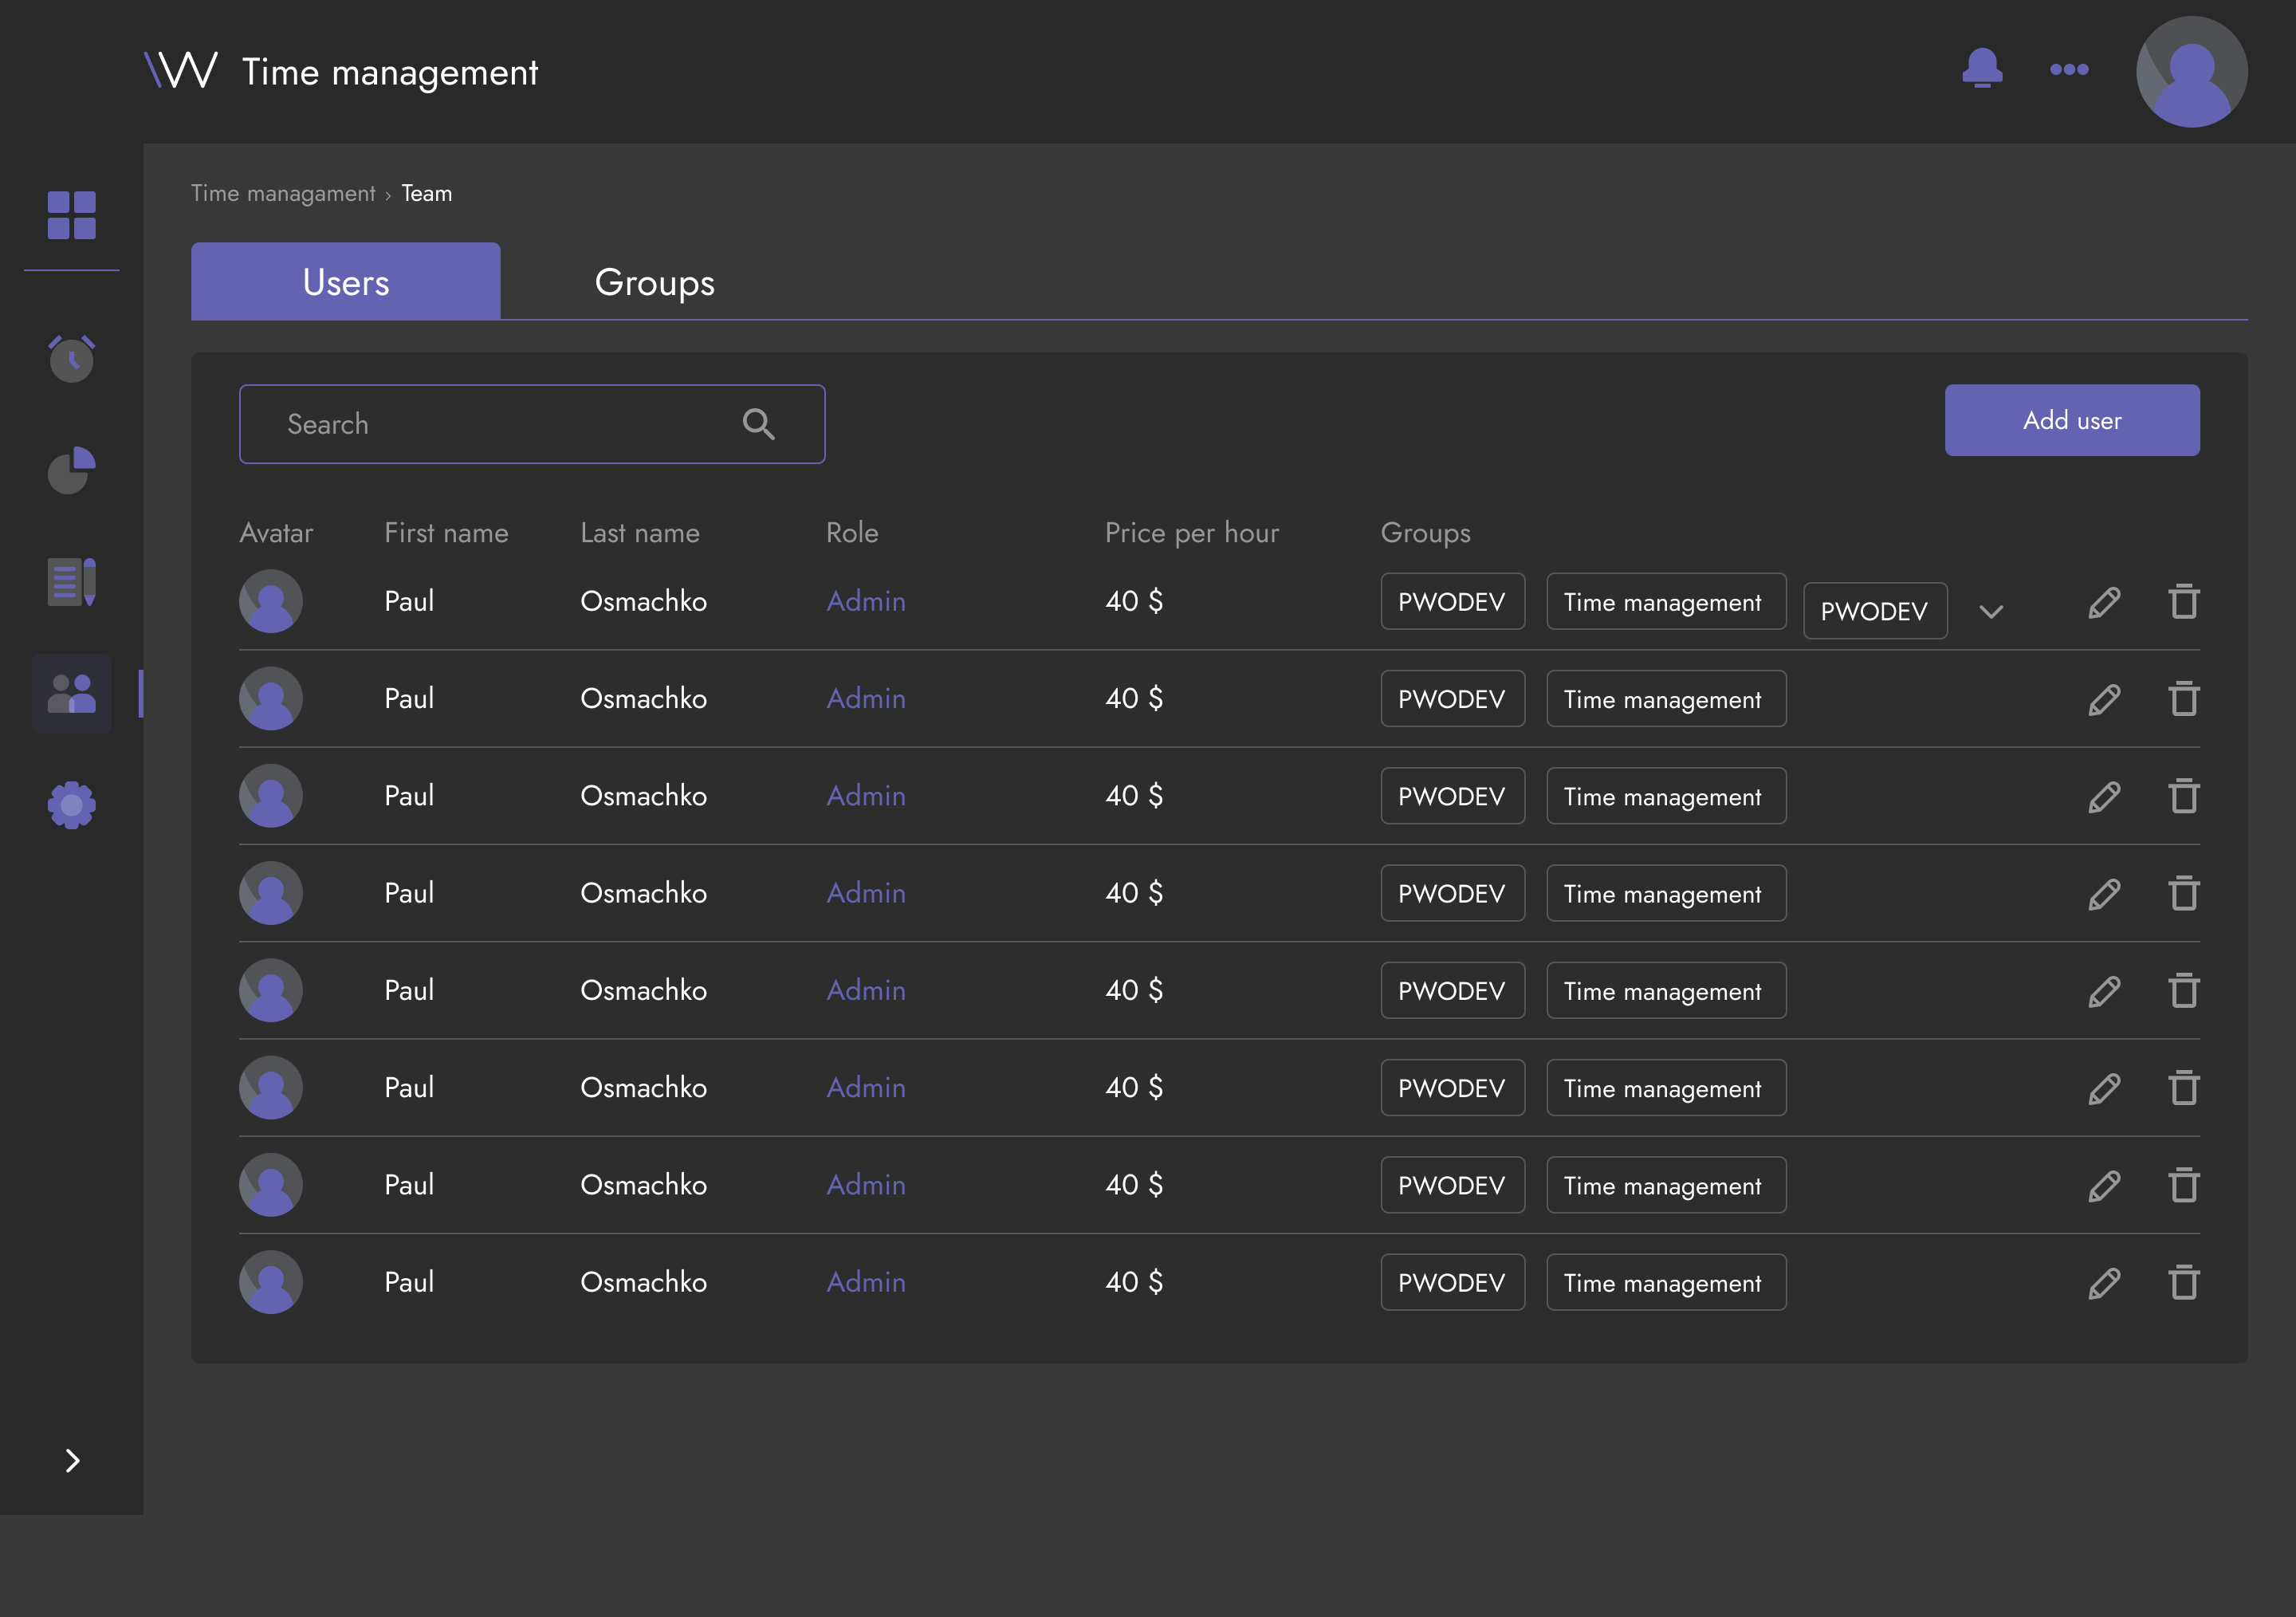 Time management
Time managament › Team
Users Groups
Search
Add user
Avatar First name Last name Role Price per hour Groups
Paul Osmachko Admin 40 $ PWODEV Time management PWODEV
Paul Osmachko Admin 40 $ PWODEV Time management
Paul Osmachko Admin 40 $ PWODEV Time management
Paul Osmachko Admin 40 $ PWODEV Time management
Paul Osmachko Admin 40 $ PWODEV Time management
Paul Osmachko Admin 40 $ PWODEV Time management
Paul Osmachko Admin 40 $ PWODEV Time management
Paul Osmachko Admin 40 $ PWODEV Time management